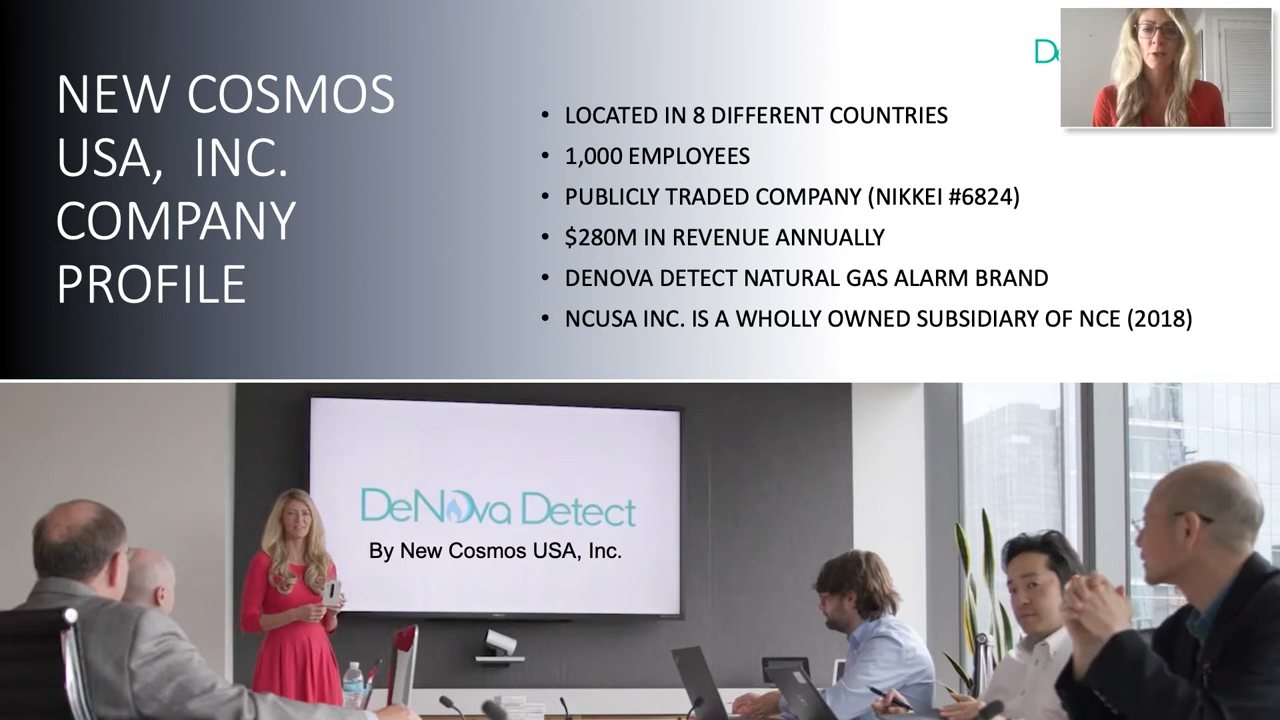 NEW COSMOS
USA, INC.
COMPANY
PROFILE
De
• LOCATED IN 8 DIFFERENT COUNTRIES
• 1,000 EMPLOYEES
• PUBLICLY TRADED COMPANY (NIKKEI #6824)
• $280M IN REVENUE ANNUALLY
• DENOVA DETECT NATURAL GAS ALARM BRAND
• NCUSA INC. IS A WHOLLY OWNED SUBSIDIARY OF NCE (2018)
DeNova Detect
By New Cosmos USA, Inc.